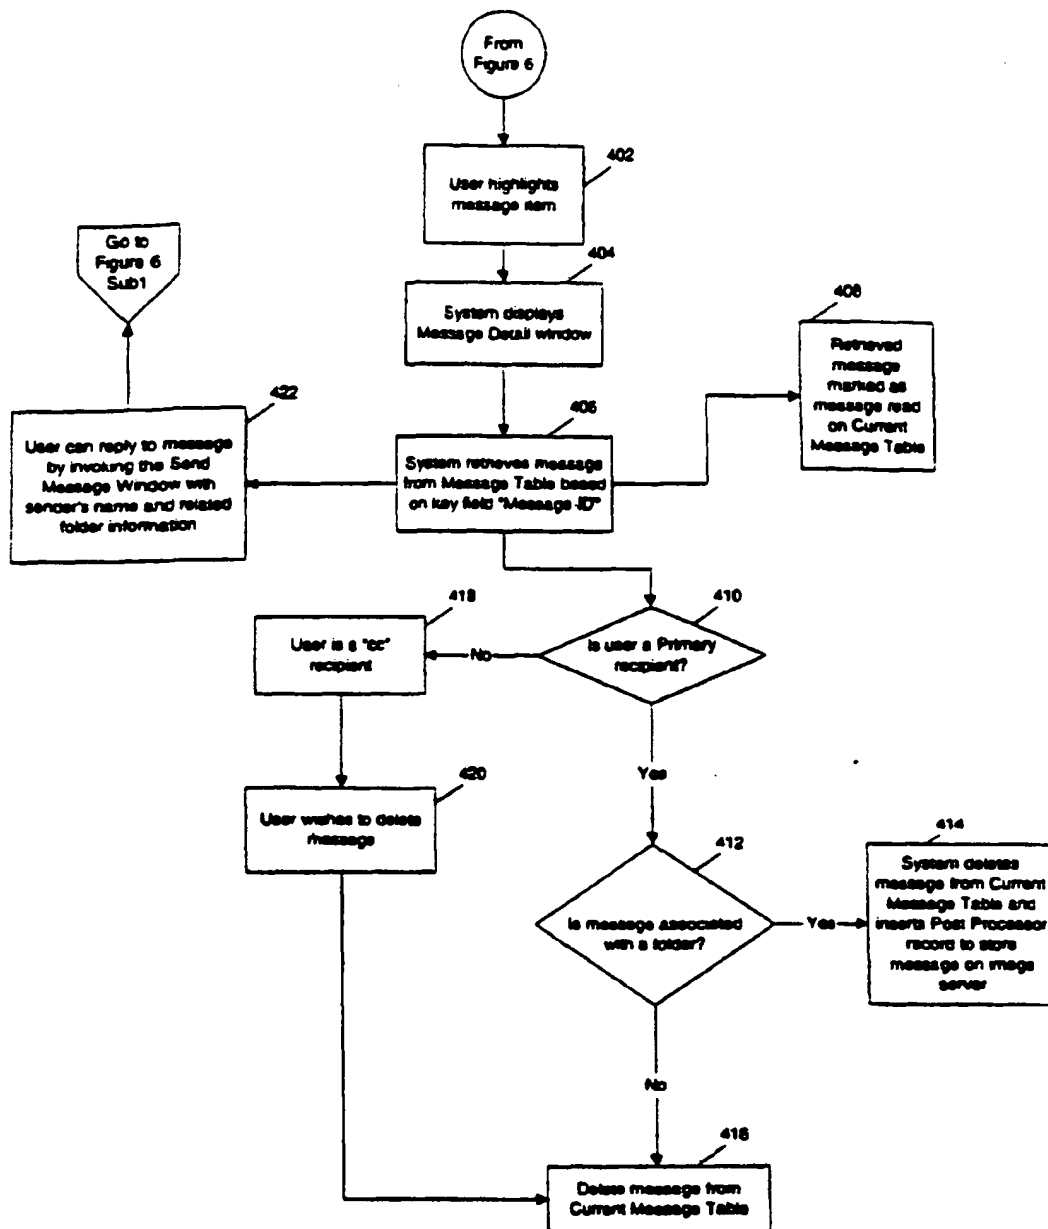 From
Figure 6
402
User highlights
message item
Go to
Figure 6
Sub1
404
System displays
Message Detail window
408
Retrieved
message
marked as
message read
on Current
Message Table
422
User can reply to message
by invoking the Send
Message Window with
sender's name and related
folder information
406
System retrieves message
from Message Table based
on key field "Message-ID"
418
User is a "cc"
recipient
No
410
Is user a Primary
recipient?
Yes
420
User wishes to delete
message
412
Is message associated
with a folder?
Yes
414
System deletes
message from Current
Message Table and
inserts Post Processor
record to store
message on image
server
No
416
Delete message from
Current Message Table